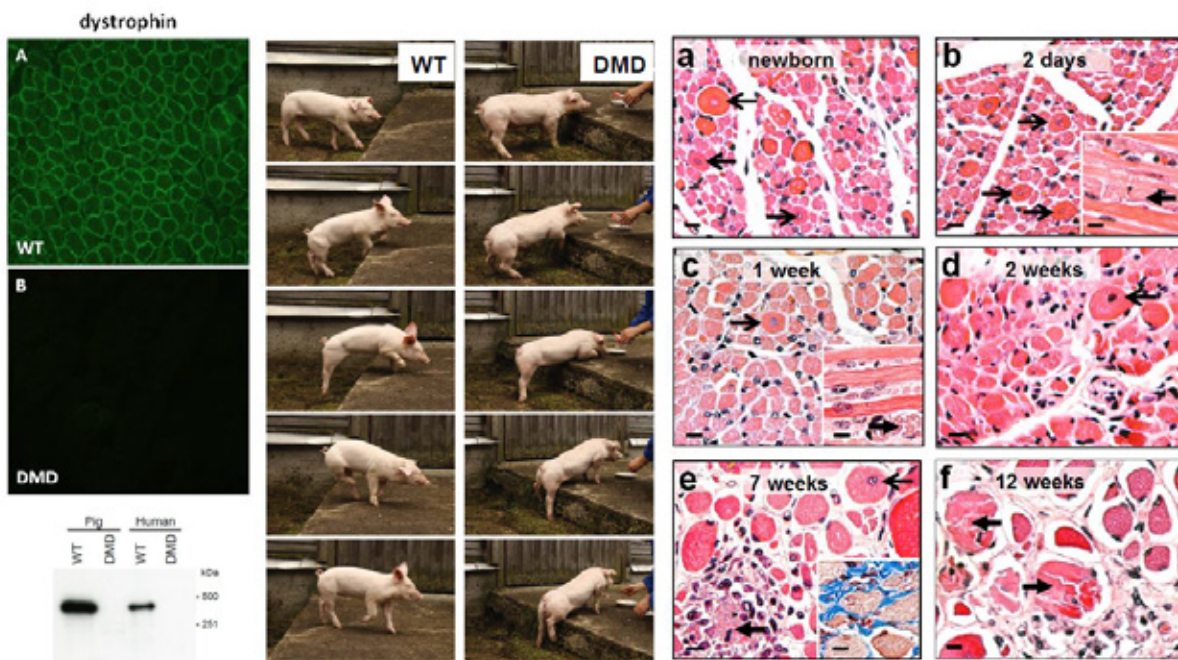 dystrophin
A
WT
B
DMD
Pig Human
WT DMD WT DMD
kDa
- 500
- 251
WT
DMD
a newborn
b 2 days
c 1 week
d 2 weeks
e 7 weeks
f 12 weeks